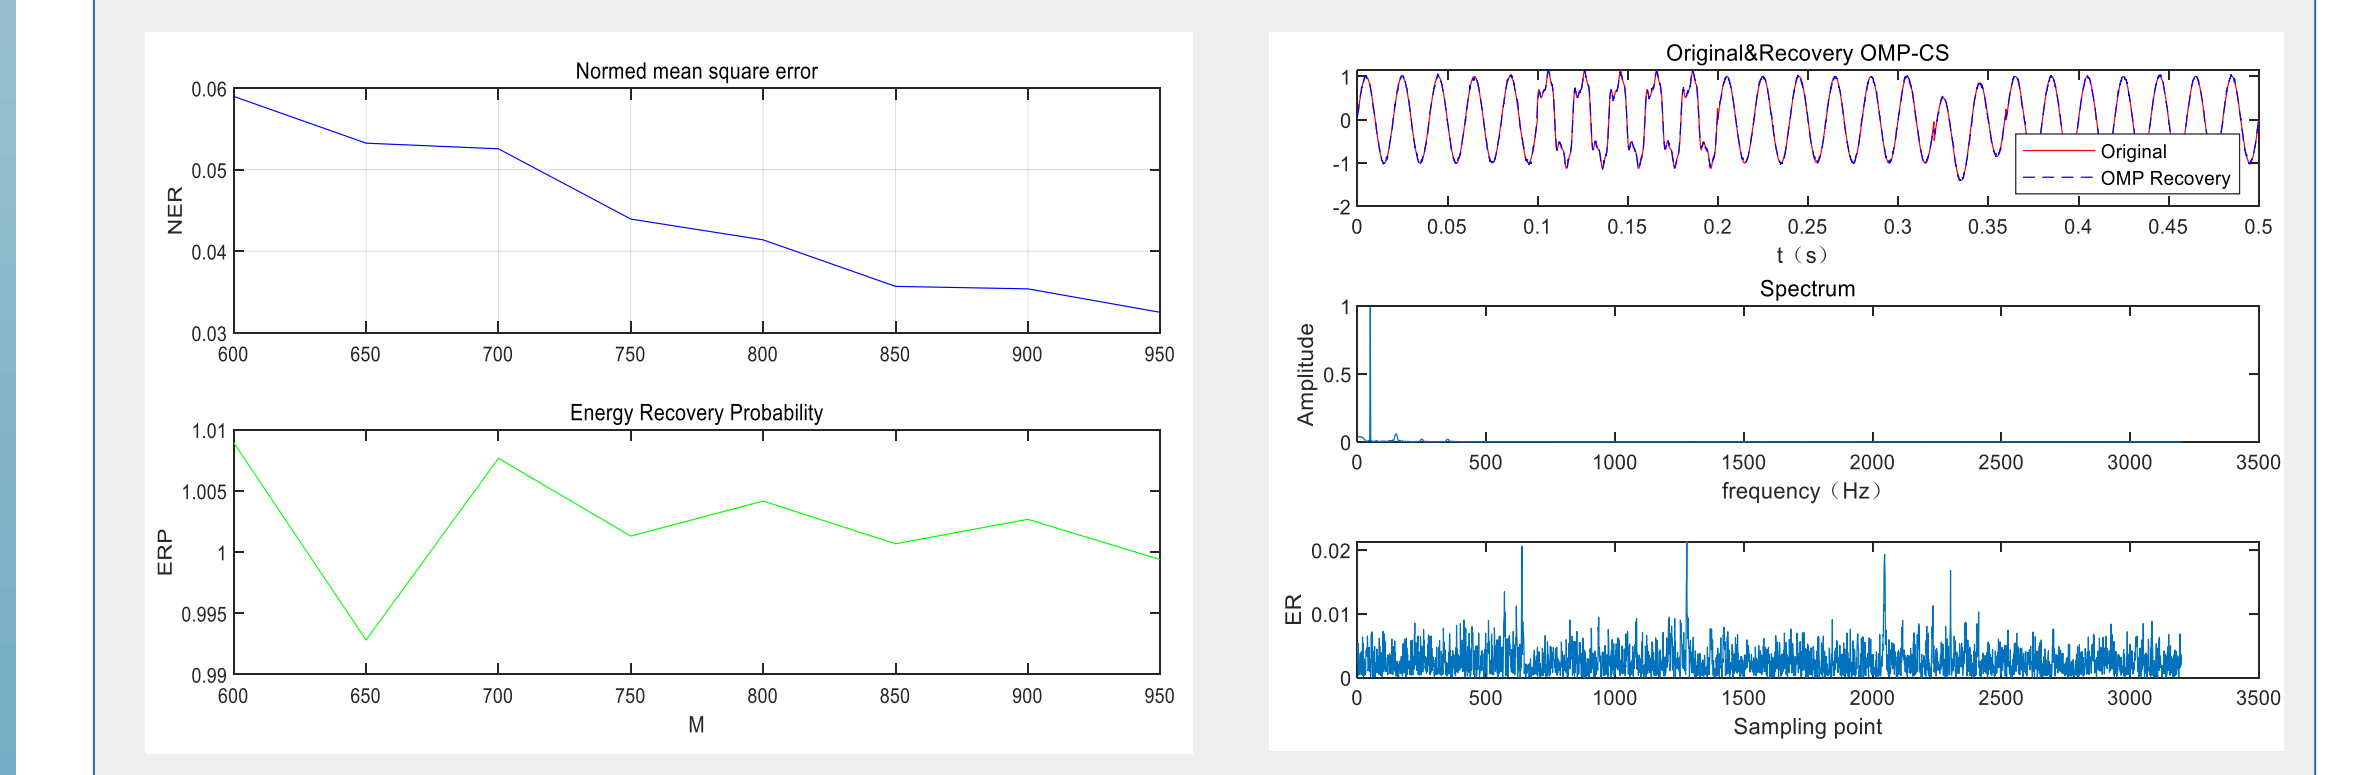 Normed mean square error
0.06
0.05
0.04
0.03
NER
600 650 700 750 800 850 900 950
Energy Recovery Probability
1.01
1.005
1
0.995
0.99
ERP
600 650 700 750 800 850 900 950
M
Original&Recovery OMP-CS
1
0
-1
-2
Original
OMP Recovery
0 0.05 0.1 0.15 0.2 0.25 0.3 0.35 0.4 0.45 0.5
t（s）
Spectrum
1
0.5
0
Amplitude
0 500 1000 1500 2000 2500 3000 3500
frequency（Hz）
0.02
0.01
0
ER
0 500 1000 1500 2000 2500 3000 3500
Sampling point